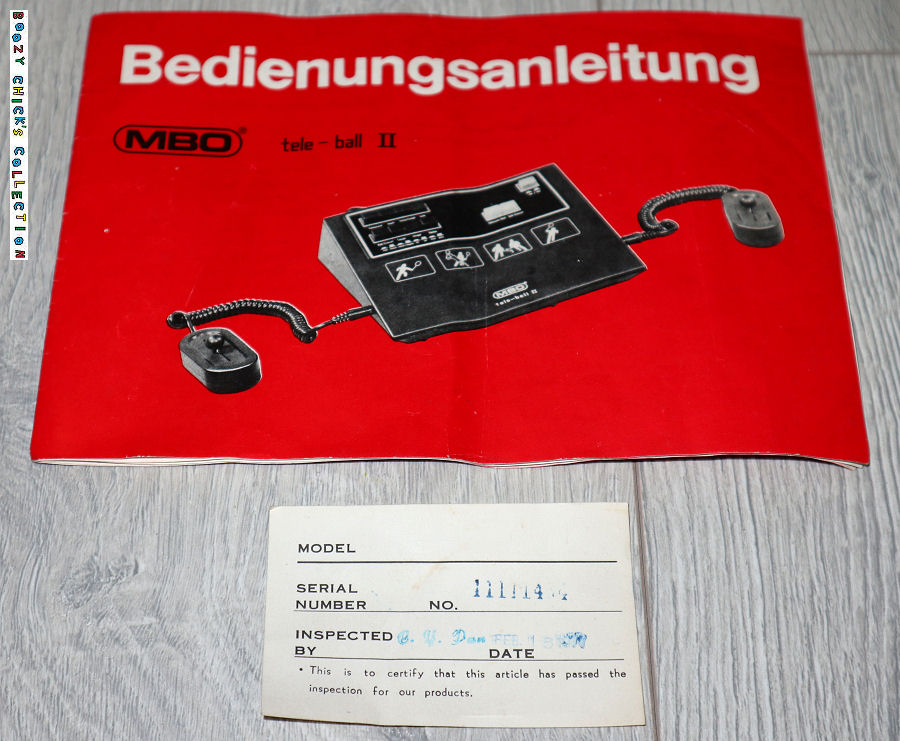 BOOZY CHICK'S COLLECTION
Bedienungsanleitung
MBO® tele-ball II
MBO
tele-ball II
MODEL
SERIAL
NUMBER NO.
INSPECTED
BY DATE FEB
• This is to certify that this article has passed the
inspection for our products.